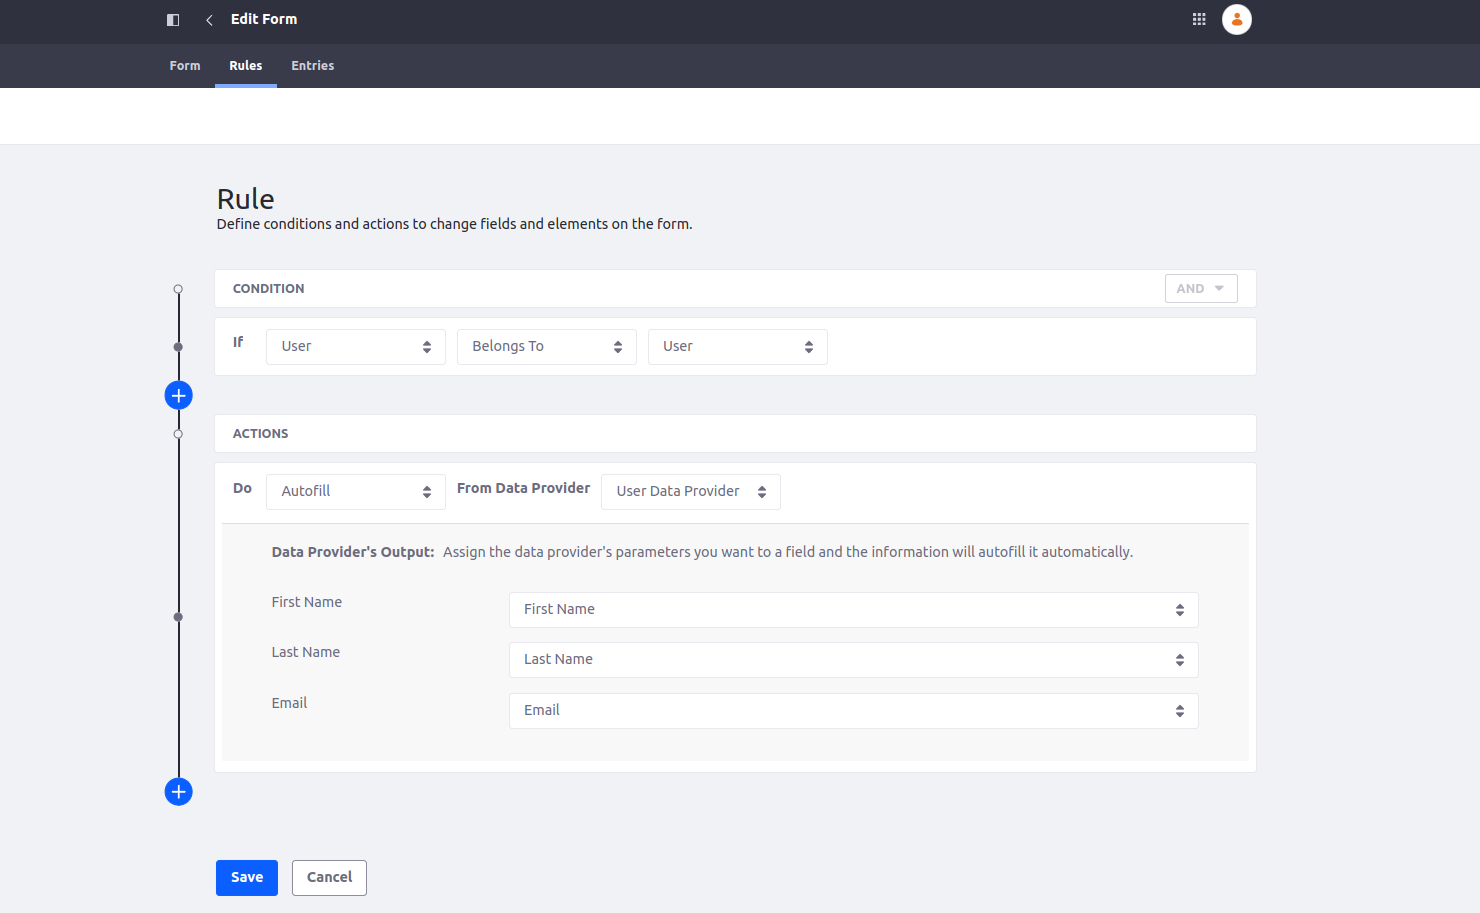 Edit Form
Form Rules Entries
Rule
Define conditions and actions to change fields and elements on the form.
CONDITION AND
If User Belongs To User
ACTIONS
Do Autofill From Data Provider User Data Provider
Data Provider's Output: Assign the data provider's parameters you want to a field and the information will autofill it automatically.
First Name First Name
Last Name Last Name
Email Email
Save Cancel